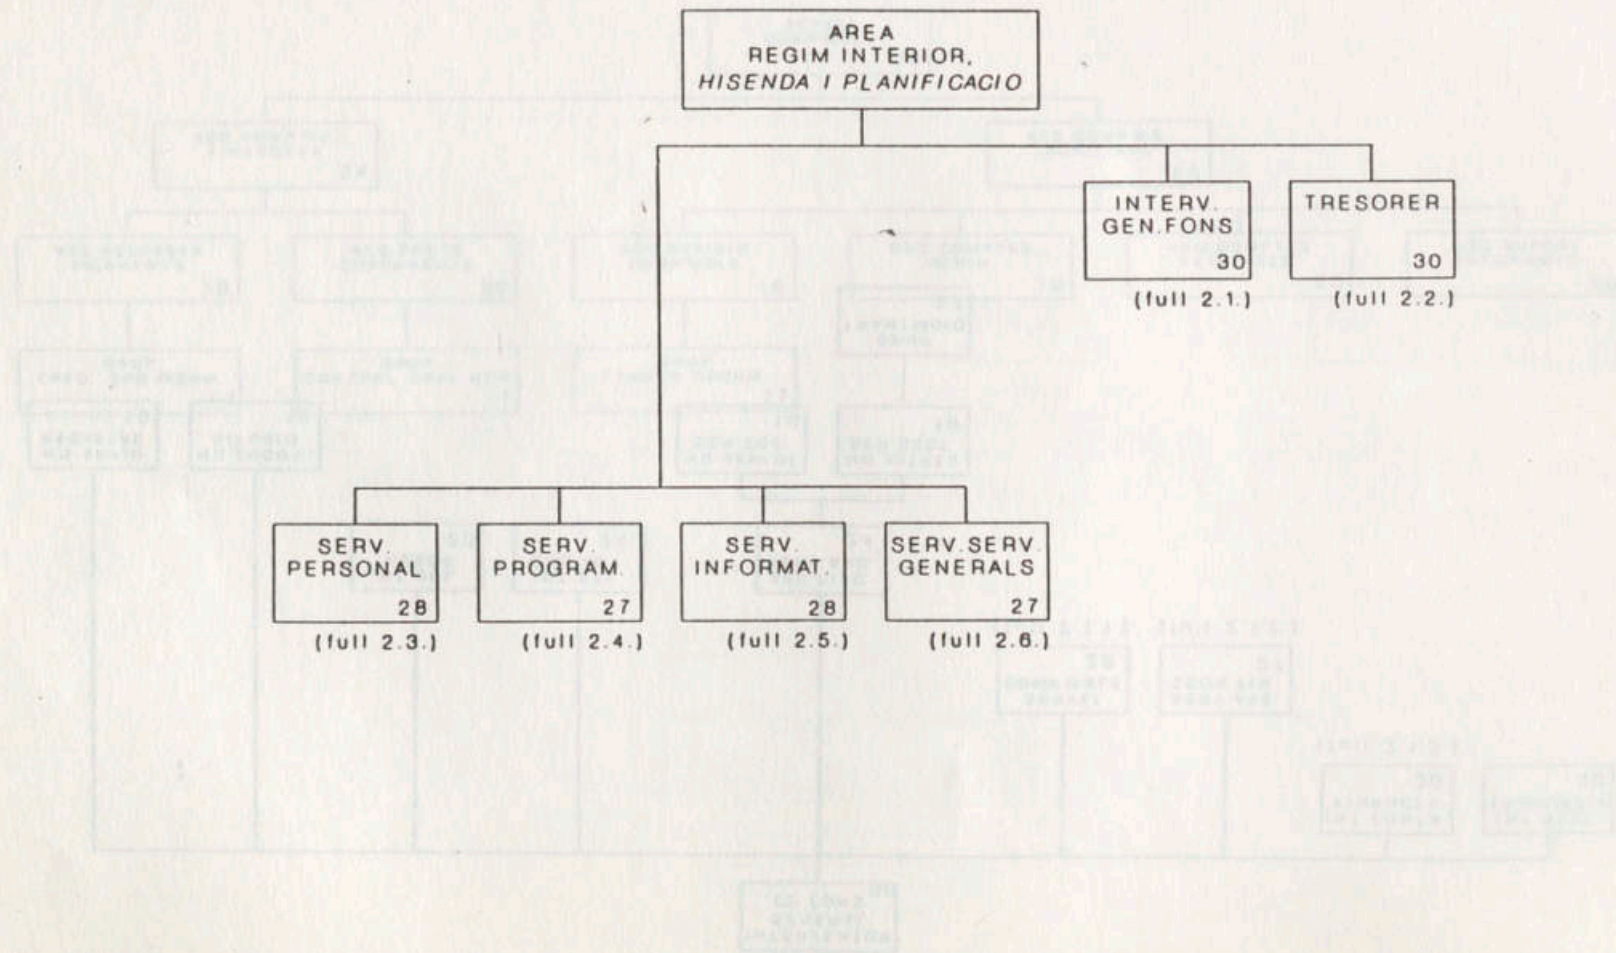 AREA
REGIM INTERIOR,
HISENDA I PLANIFICACIO
INTERV.
GEN.FONS
30
(full 2.1.)
TRESORER
30
(full 2.2.)
SERV.
PERSONAL
28
(full 2.3.)
SERV.
PROGRAM.
27
(full 2.4.)
SERV.
INFORMAT.
28
(full 2.5.)
SERV.SERV.
GENERALS
27
(full 2.6.)